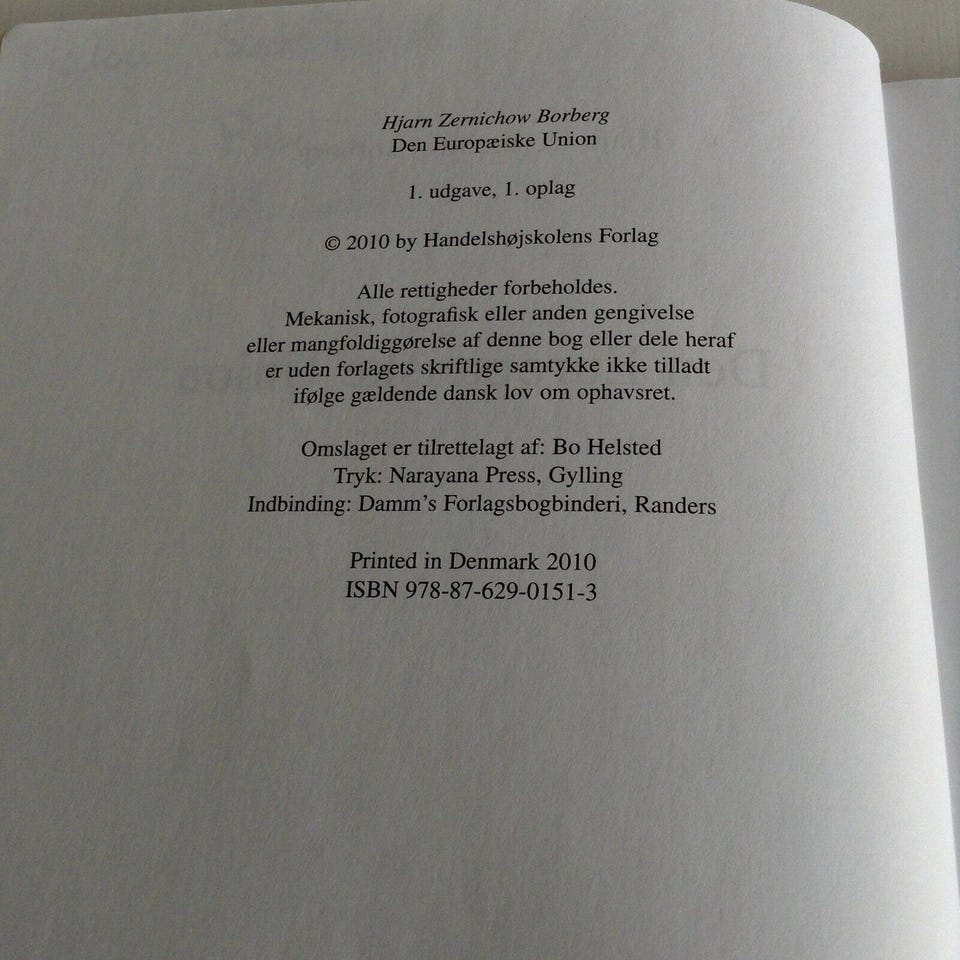 Hjarn Zernichow Borberg
Den Europæiske Union
1. udgave, 1. oplag
© 2010 by Handelshøjskolens Forlag
Alle rettigheder forbeholdes.
Mekanisk, fotografisk eller anden gengivelse
eller mangfoldiggørelse af denne bog eller dele heraf
er uden forlagets skriftlige samtykke ikke tilladt
ifølge gældende dansk lov om ophavsret.
Omslaget er tilrettelagt af: Bo Helsted
Tryk: Narayana Press, Gylling
Indbinding: Damm's Forlagsbogbinderi, Randers
Printed in Denmark 2010
ISBN 978-87-629-0151-3